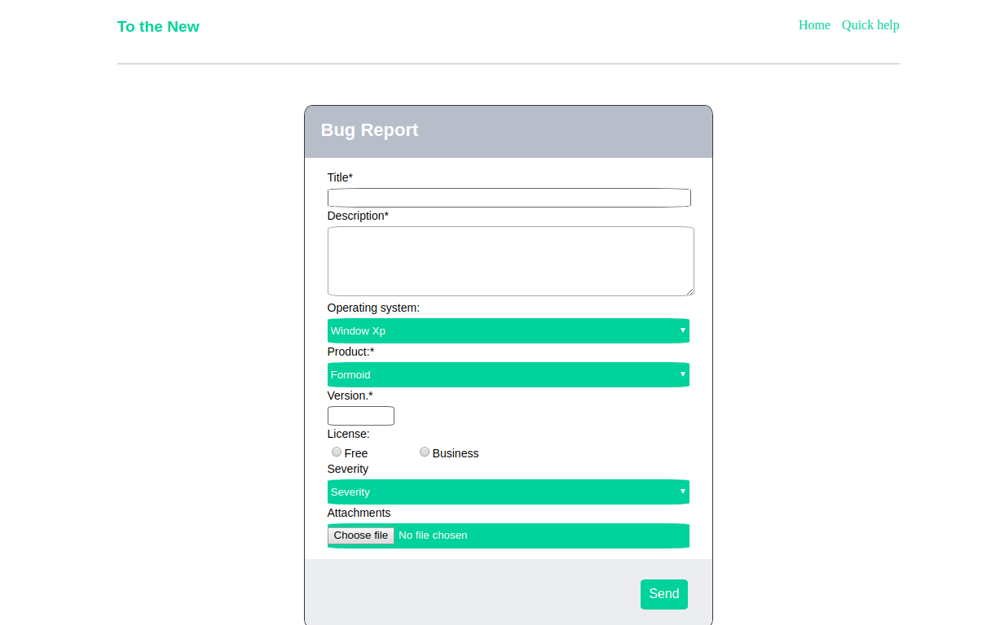 To the New
Home Quick help
Bug Report
Title*
Description*
Operating system:
Window Xp
Product:*
Formoid
Version.*
License:
Free Business
Severity
Severity
Attachments
Choose file No file chosen
Send